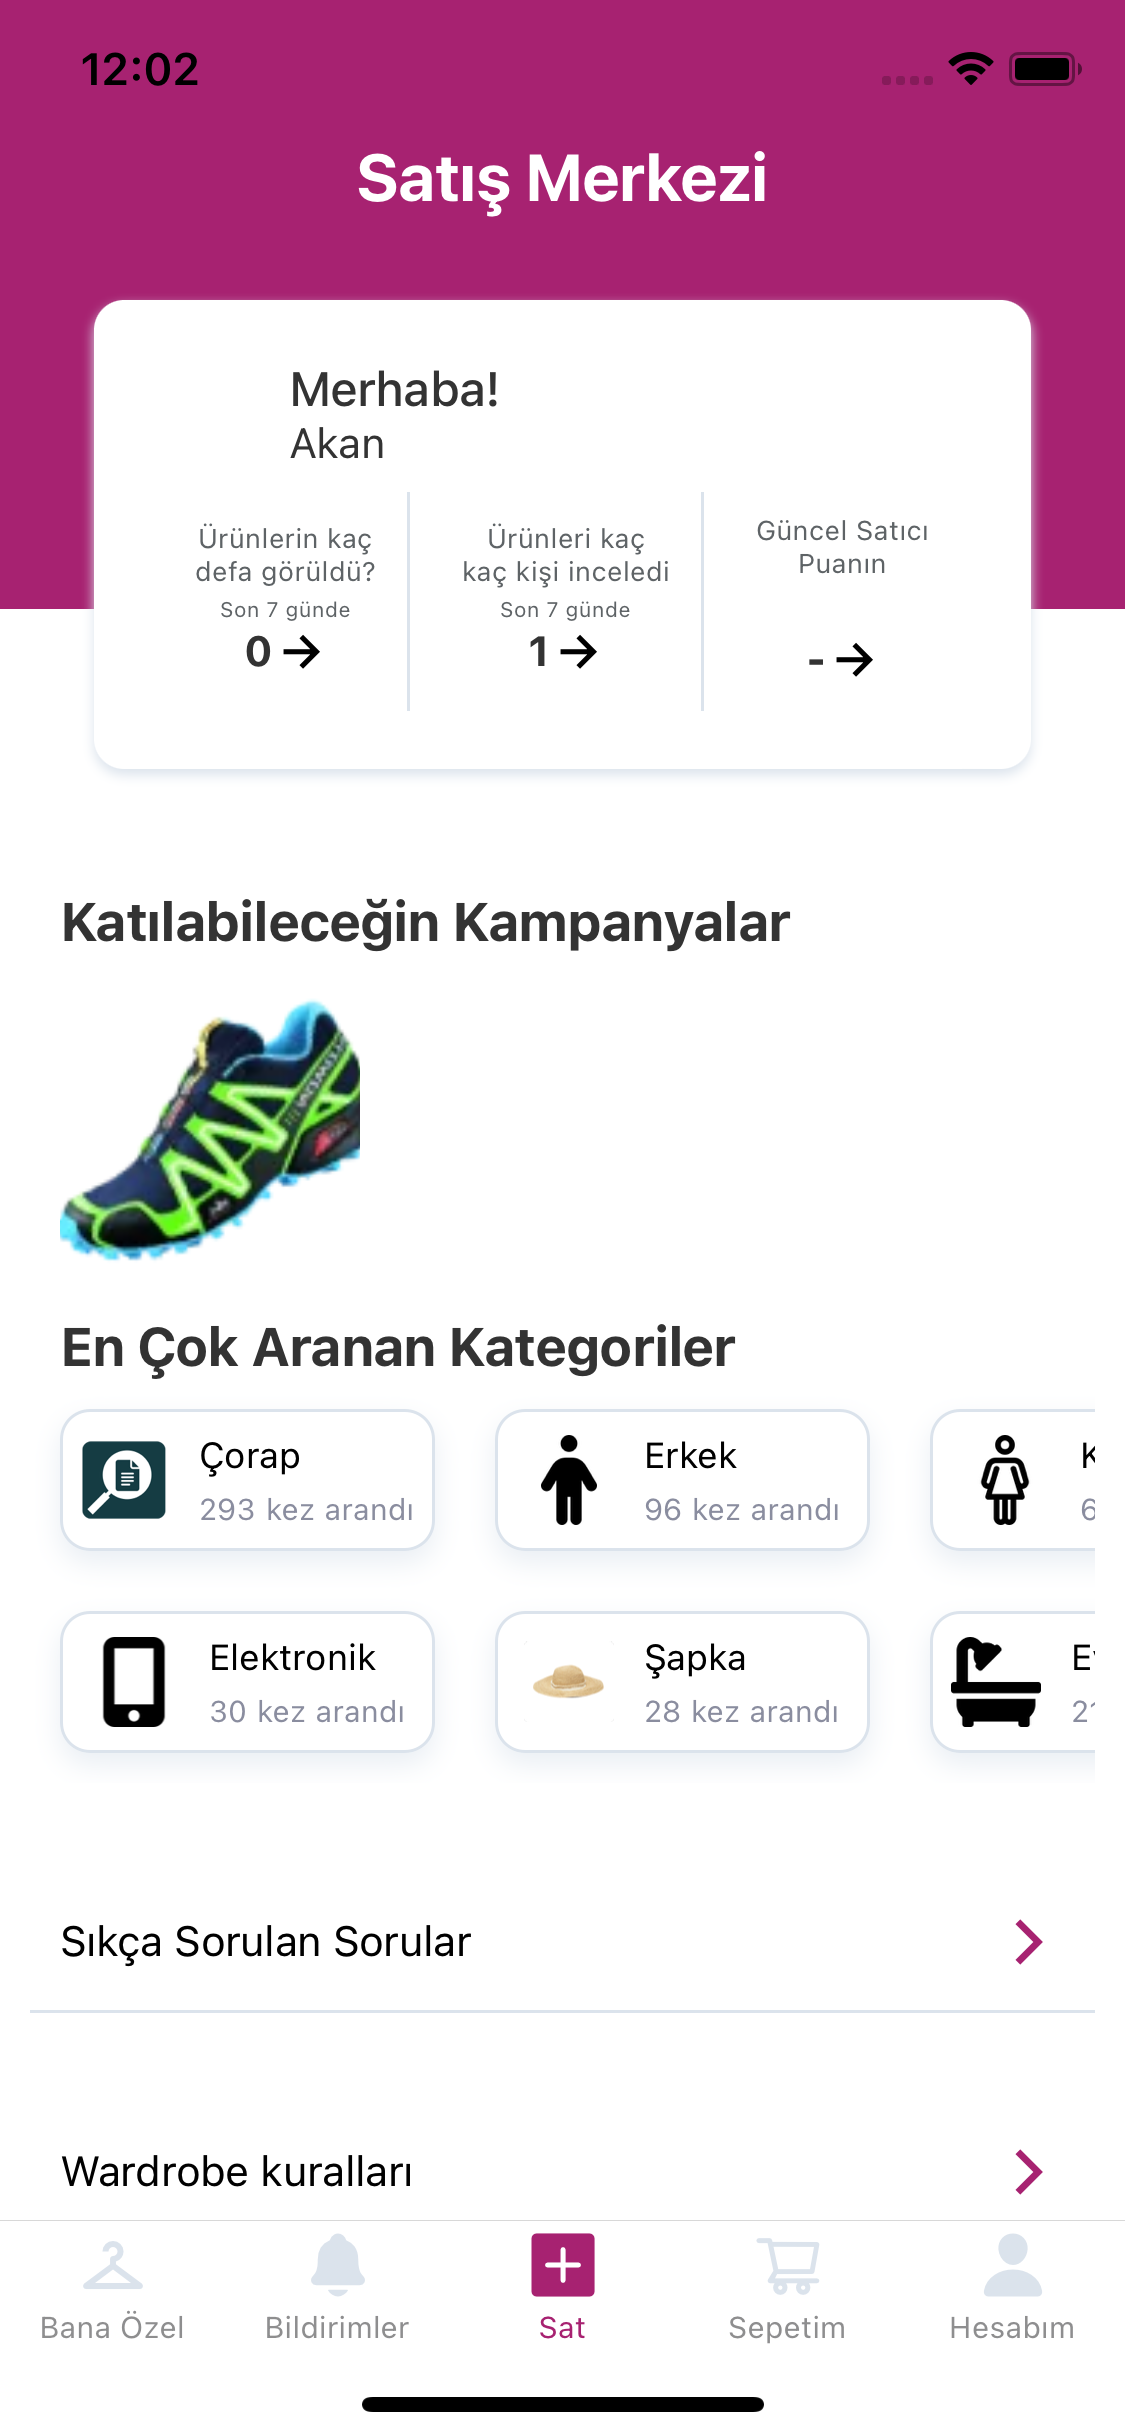 12:02
Satış Merkezi
Merhaba!
Akan
Ürünlerin kaç
defa görüldü?
Son 7 günde
0
Ürünleri kaç
kaç kişi inceledi
Son 7 günde
1
Güncel Satıcı
Puanın
-
Katılabileceğin Kampanyalar
En Çok Aranan Kategoriler
Çorap
293 kez arandı
Erkek
96 kez arandı
Elektronik
30 kez arandı
Şapka
28 kez arandı
Sıkça Sorulan Sorular
Wardrobe kuralları
Bana Özel
Bildirimler
Sat
Sepetim
Hesabım